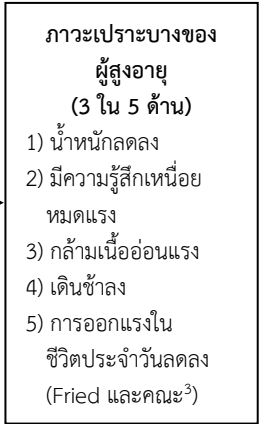 ภาวะเปราะบางของ
ผู้สูงอายุ
(3 ใน 5 ด้าน)
1) น้ำหนักลดลง
2) มีความรู้สึกเหนื่อย
หมดแรง
3) กล้ามเนื้ออ่อนแรง
4) เดินช้าลง
5) การออกแรงใน
ชีวิตประจำวันลดลง
(Fried และคณะ³)